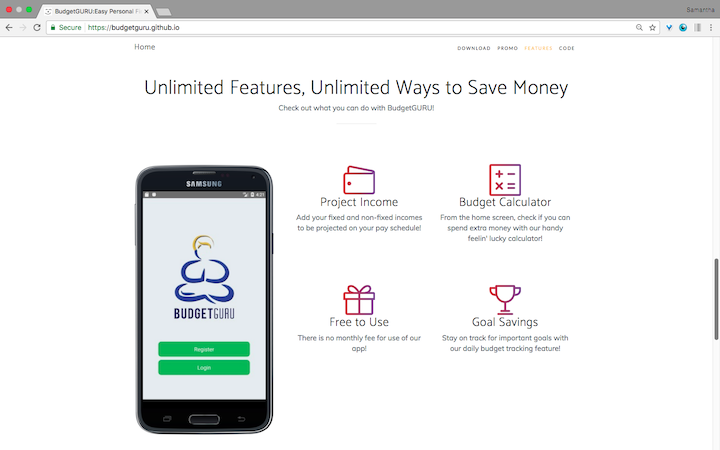 BudgetGURU:Easy Personal Fi
Samantha
Secure
https://budgetguru.github.io
Home
DOWNLOAD PROMO FEATURES CODE
Unlimited Features, Unlimited Ways to Save Money
Check out what you can do with BudgetGURU!
SAMSUNG
4:21
BUDGETGURU
Register
Login
Project Income
Add your fixed and non-fixed incomes
to be projected on your pay schedule!
Budget Calculator
From the home screen, check if you can
spend extra money with our handy
feelin' lucky calculator!
Free to Use
There is no monthly fee for use of our
app!
Goal Savings
Stay on track for important goals with
our daily budget tracking feature!